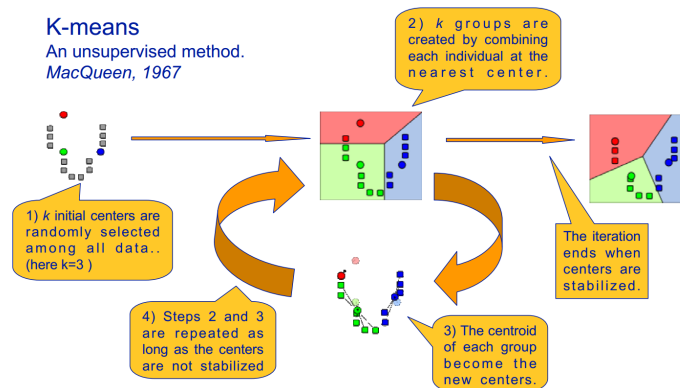 K-means
An unsupervised method.
MacQueen, 1967
2) k groups are
created by combining
each individual at the
nearest center.
1) k initial centers are
randomly selected
among all data..
(here k=3 )
The iteration
ends when
centers are
stabilized.
4) Steps 2 and 3
are repeated as
long as the centers
are not stabilized
3) The centroid
of each group
become the
new centers.